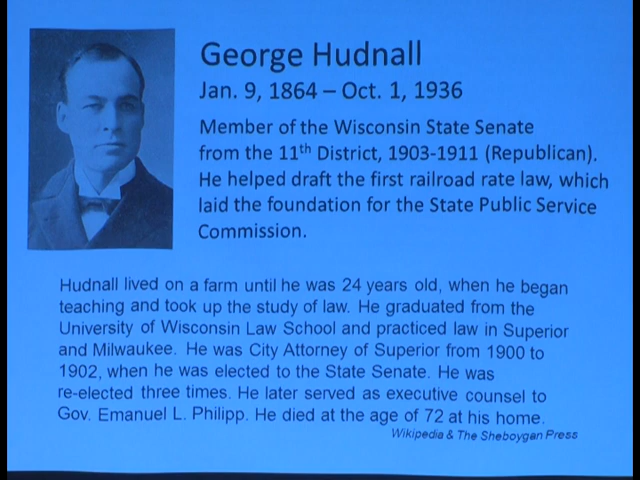 George Hudnall
Jan. 9, 1864 – Oct. 1, 1936
Member of the Wisconsin State Senate
from the 11th District, 1903-1911 (Republican).
He helped draft the first railroad rate law, which
laid the foundation for the State Public Service
Commission.
Hudnall lived on a farm until he was 24 years old, when he began
teaching and took up the study of law. He graduated from the
University of Wisconsin Law School and practiced law in Superior
and Milwaukee. He was City Attorney of Superior from 1900 to
1902, when he was elected to the State Senate. He was
re-elected three times. He later served as executive counsel to
Gov. Emanuel L. Philipp. He died at the age of 72 at his home.
Wikipedia & The Sheboygan Press